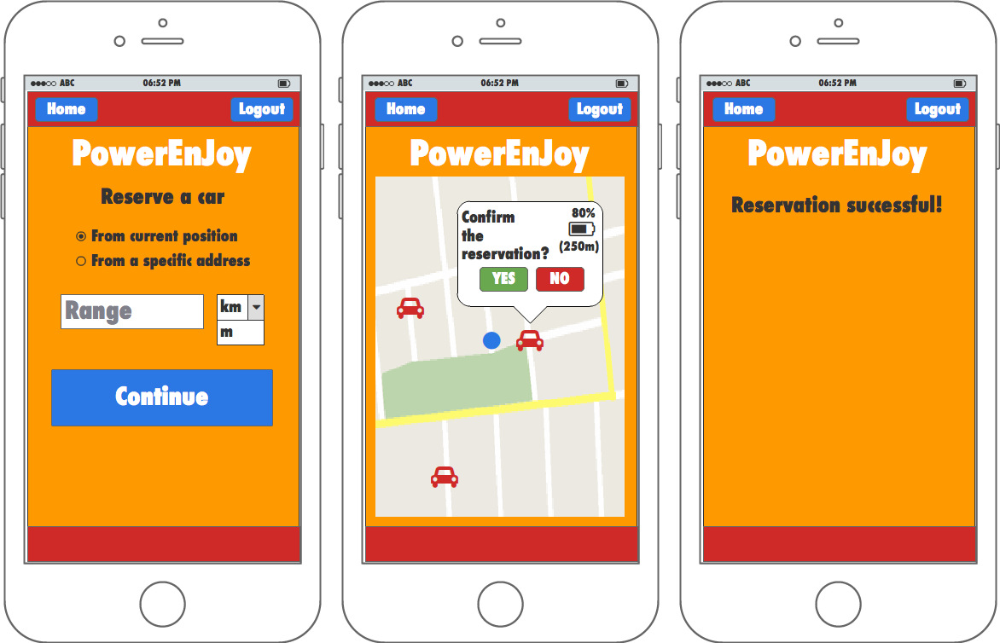 ABC 06:52 PM
Home Logout
PowerEnJoy
Reserve a car
From current position
From a specific address
Range km
m
Continue
ABC 06:52 PM
Home Logout
PowerEnJoy
Confirm 80%
the
reservation? (250m)
YES NO
ABC 06:52 PM
Home Logout
PowerEnJoy
Reservation successful!